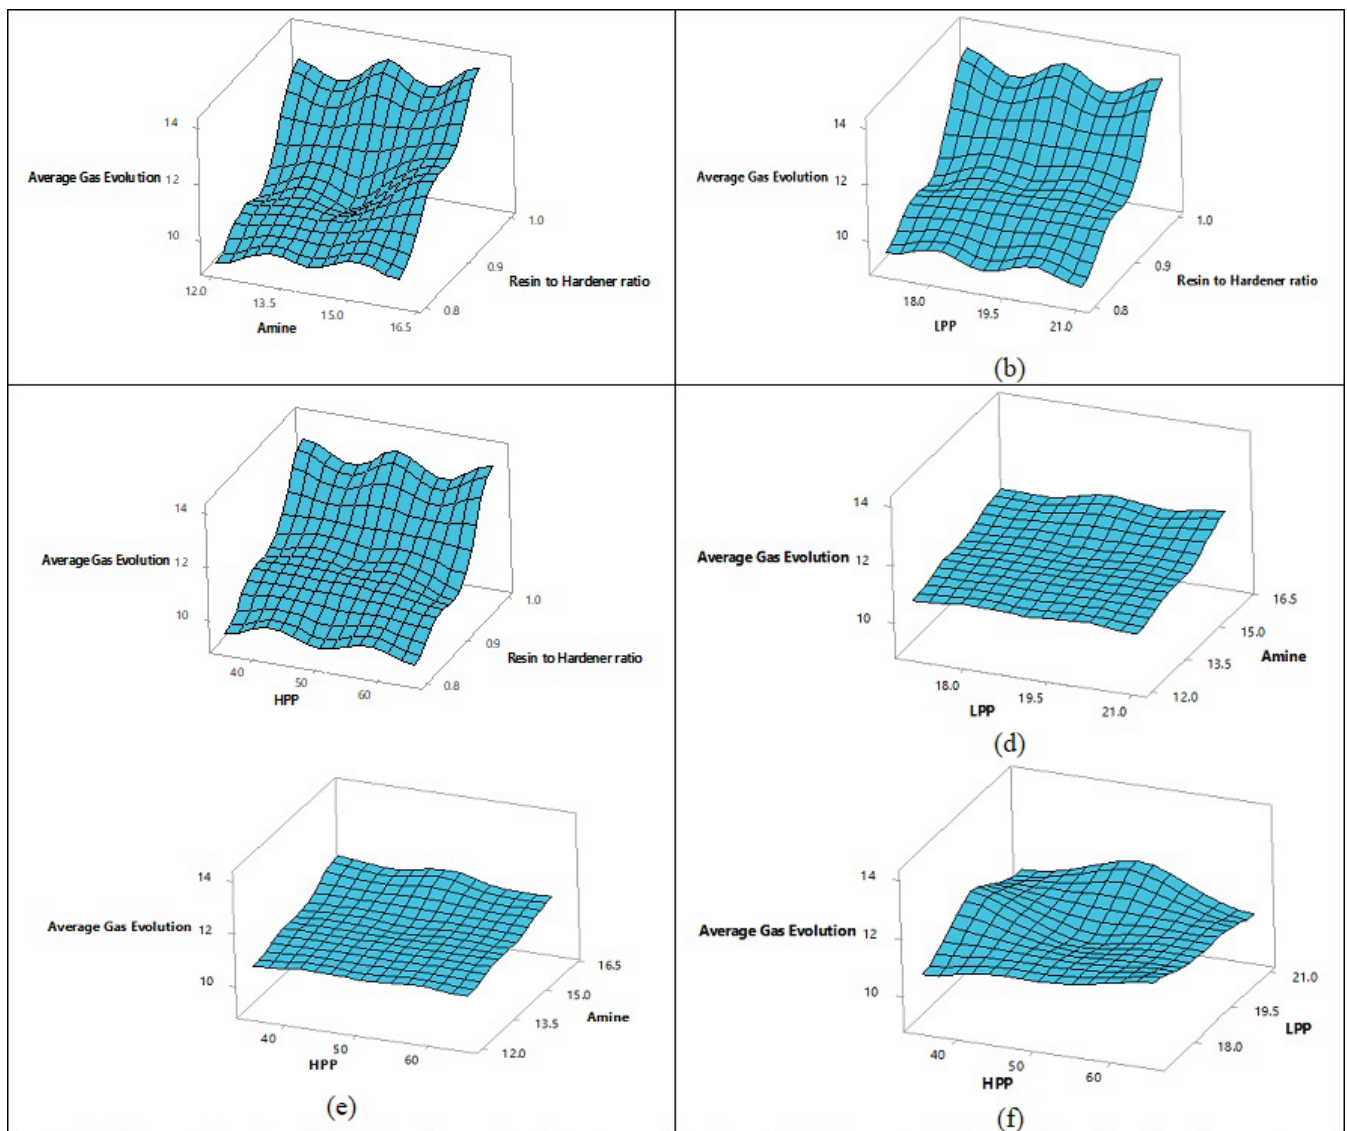 14
Average Gas Evolution 12
10
1.0
0.9
Resin to Hardener ratio
0.8
12.0
13.5
15.0
16.5
Amine
14
Average Gas Evolution 12
10
1.0
0.9
Resin to Hardener ratio
0.8
18.0
19.5
21.0
LPP
(b)
14
Average Gas Evolution 12
10
1.0
0.9
Resin to Hardener ratio
0.8
40
50
60
HPP
14
Average Gas Evolution 12
10
16.5
15.0
Amine
13.5
12.0
18.0
19.5
21.0
LPP
(d)
14
Average Gas Evolution 12
10
16.5
15.0
Amine
13.5
12.0
40
50
60
HPP
(e)
14
Average Gas Evolution 12
10
21.0
19.5
LPP
18.0
40
50
60
HPP
(f)